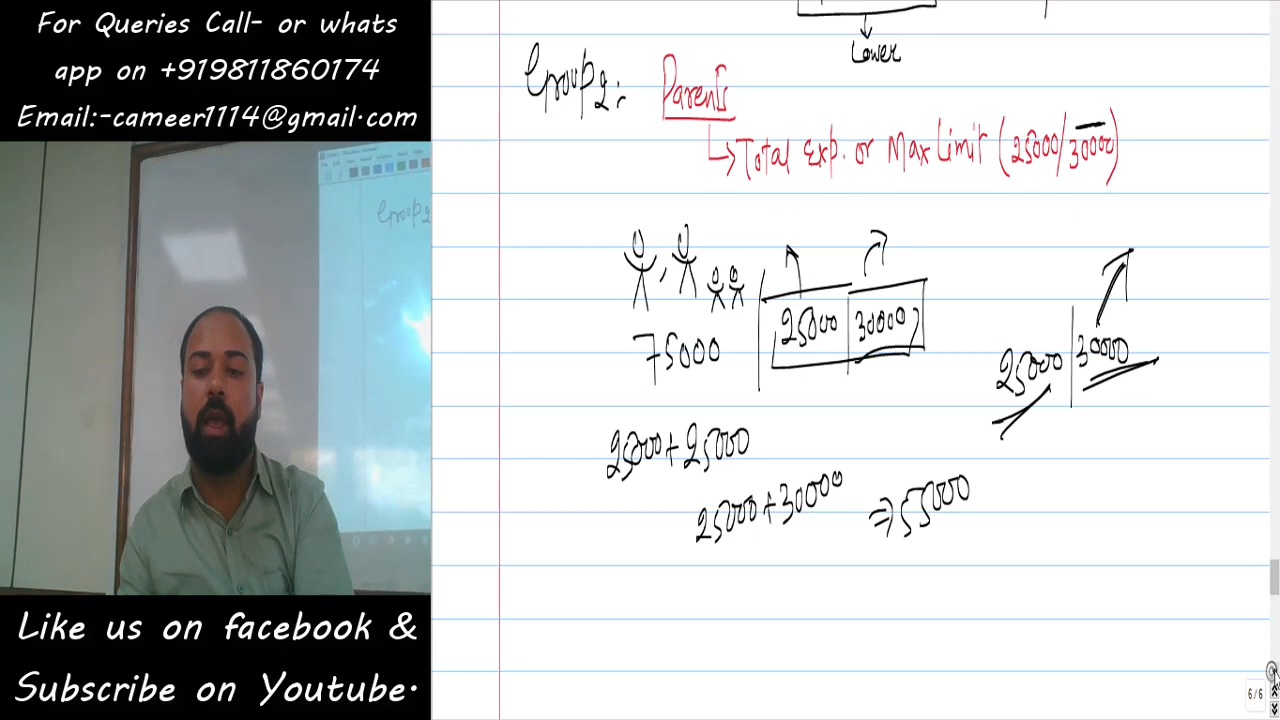 For Queries Call- or whats
app on +919811860174
Email:-cameer1114@gmail.com
Lower
Group 2:- Parents
Total Exp. or Max Limit (25000/30000)
75000 | 25000 | 30000
25000 | 30000
25000 + 25000
25000 + 30000 => 55000
Group 2
Like us on facebook &
Subscribe on Youtube.
6/6